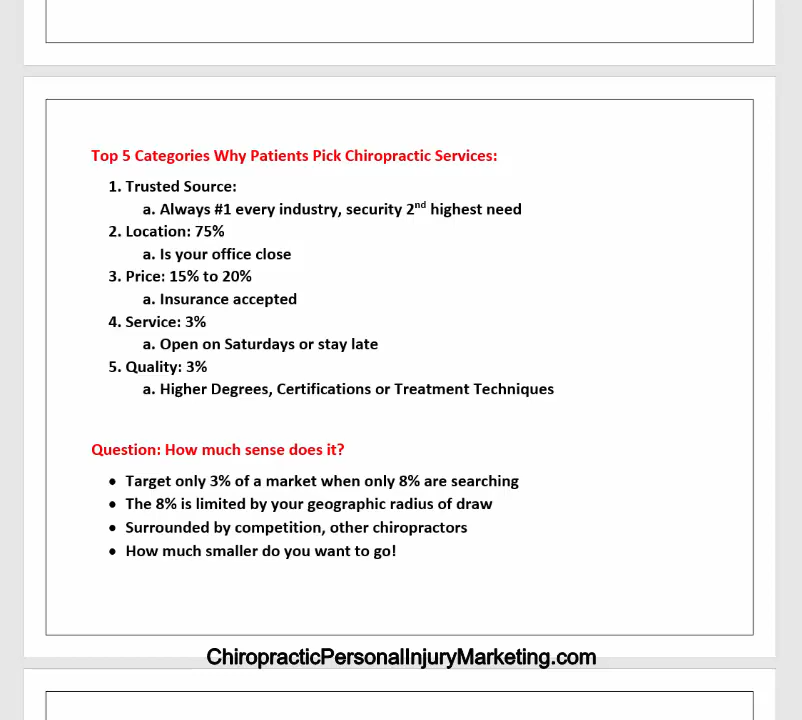 Top 5 Categories Why Patients Pick Chiropractic Services:
1. Trusted Source:
a. Always #1 every industry, security 2nd highest need
2. Location: 75%
a. Is your office close
3. Price: 15% to 20%
a. Insurance accepted
4. Service: 3%
a. Open on Saturdays or stay late
5. Quality: 3%
a. Higher Degrees, Certifications or Treatment Techniques
Question: How much sense does it?
• Target only 3% of a market when only 8% are searching
• The 8% is limited by your geographic radius of draw
• Surrounded by competition, other chiropractors
• How much smaller do you want to go!
ChiropracticPersonalInjuryMarketing.com